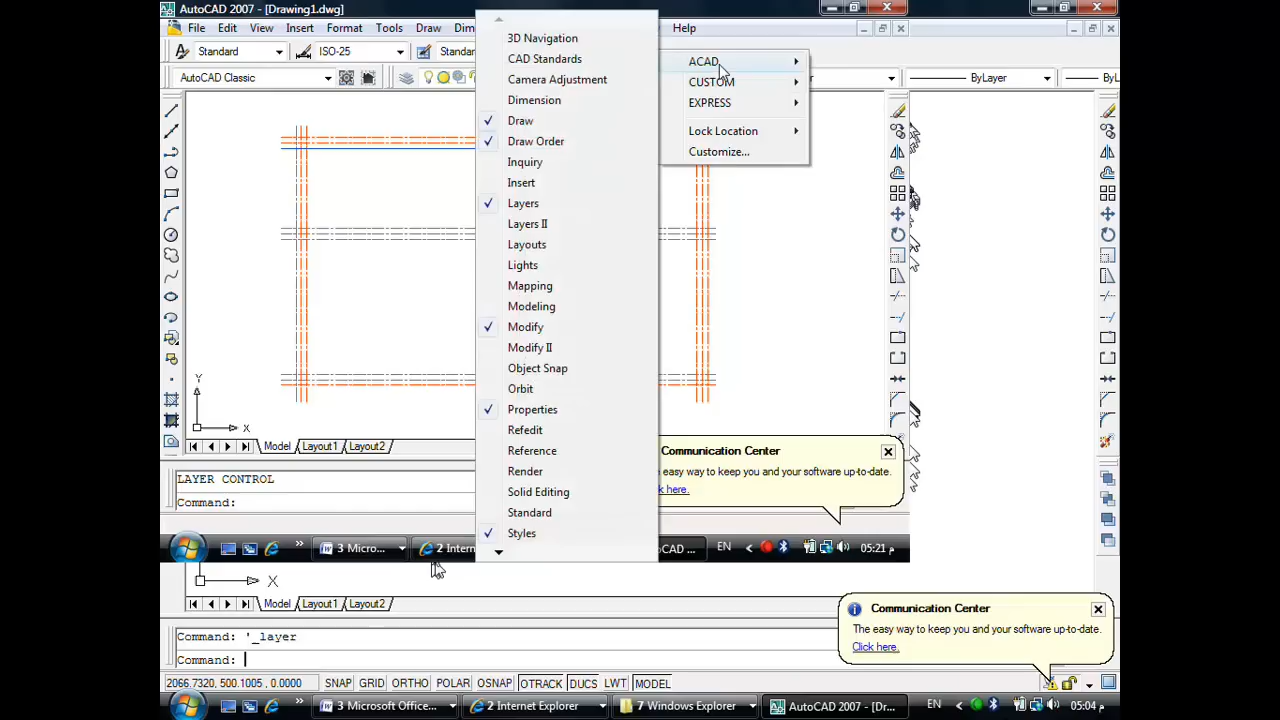 AutoCAD 2007 - [Drawing1.dwg]
File Edit View Insert Format Tools Draw Help
Standard ISO-25 Standar
AutoCAD Classic ByLayer ByL
3D Navigation
CAD Standards
Camera Adjustment
Dimension
Draw
Draw Order
Inquiry
Insert
Layers
Layers II
Layouts
Lights
Mapping
Modeling
Modify
Modify II
Object Snap
Orbit
Properties
Refedit
Reference
Render
Solid Editing
Standard
Styles
ACAD
CUSTOM
EXPRESS
Lock Location
Customize...
Y
X
Model Layout1 Layout2
Communication Center
e easy way to keep you and your software up-to-date.
k here.
LAYER CONTROL
Command:
3 Micro... 2 Intern CAD ... EN 05:21 م
X
Model Layout1 Layout2
Communication Center
The easy way to keep you and your software up-to-date.
Click here.
Command: '_layer
Command:
2066.7320, 500.1005 , 0.0000 SNAP GRID ORTHO POLAR OSNAP OTRACK DUCS LWT MODEL
3 Microsoft Office... 2 Internet Explorer 7 Windows Explorer AutoCAD 2007 - [Dr... EN 05:04 م